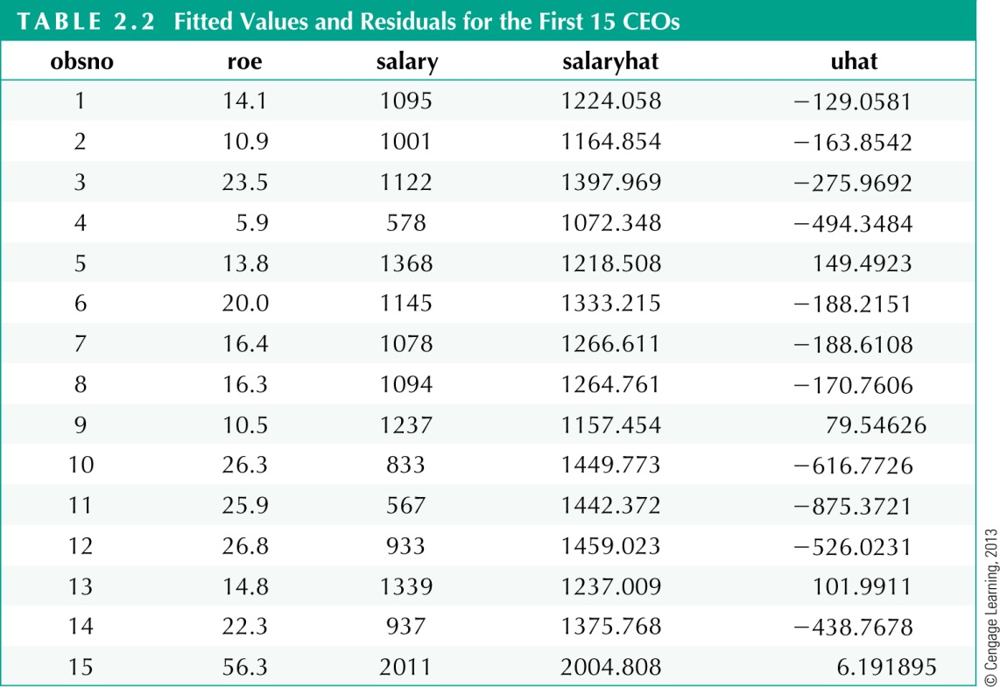 TABLE 2.2 Fitted Values and Residuals for the First 15 CEOs
obsno roe salary salaryhat uhat
1 14.1 1095 1224.058 −129.0581
2 10.9 1001 1164.854 −163.8542
3 23.5 1122 1397.969 −275.9692
4 5.9 578 1072.348 −494.3484
5 13.8 1368 1218.508 149.4923
6 20.0 1145 1333.215 −188.2151
7 16.4 1078 1266.611 −188.6108
8 16.3 1094 1264.761 −170.7606
9 10.5 1237 1157.454 79.54626
10 26.3 833 1449.773 −616.7726
11 25.9 567 1442.372 −875.3721
12 26.8 933 1459.023 −526.0231
13 14.8 1339 1237.009 101.9911
14 22.3 937 1375.768 −438.7678
15 56.3 2011 2004.808 6.191895
© Cengage Learning, 2013